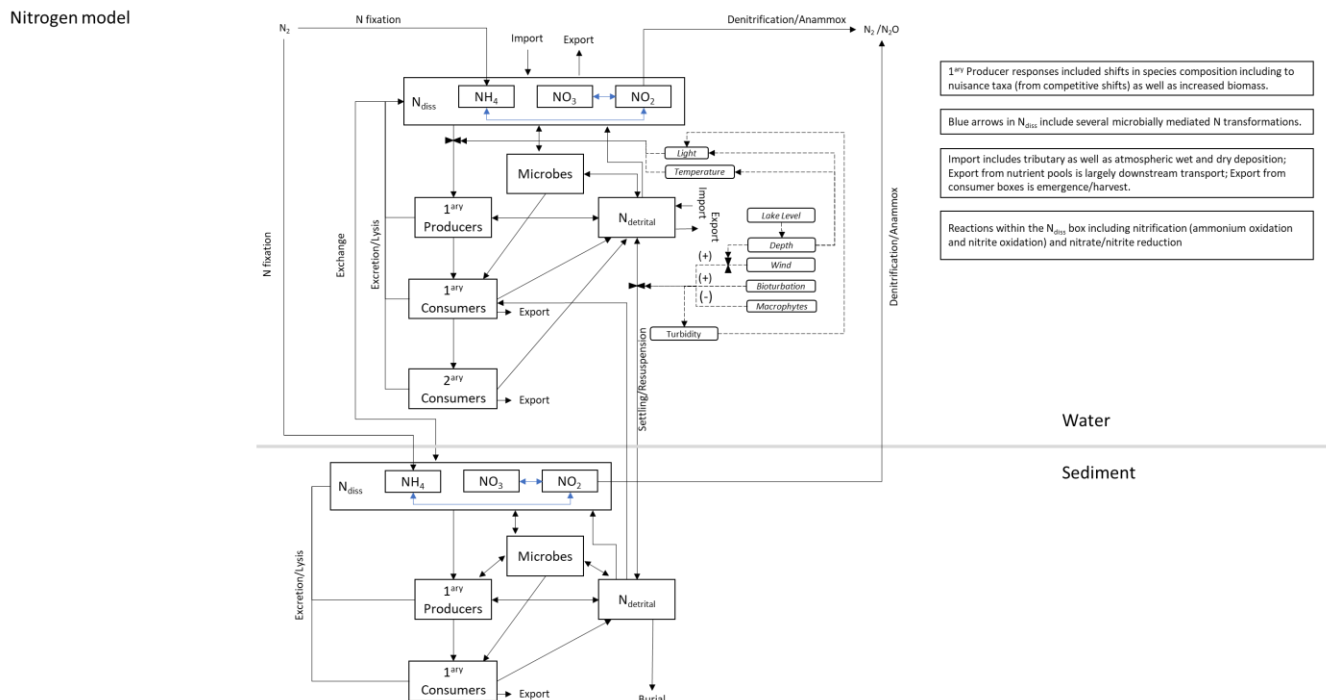 Nitrogen model
N fixation
Denitrification/Anammox
N₂
N₂ /N₂O
Import
Export
NH₄
NO₃
NO₂
N_diss
Light
Microbes
Temperature
1ᵃʳʸ
Producers
N_detrital
Import
Export
Lake Level
Depth
(+)
Wind
(+)
Bioturbation
(-)
Macrophytes
Turbidity
1ᵃʳʸ
Consumers
Export
2ᵃʳʸ
Consumers
Export
N fixation
Exchange
Excretion/Lysis
Settling/Resuspension
Denitrification/Anammox
1ᵃʳʸ Producer responses included shifts in species composition including to
nuisance taxa (from competitive shifts) as well as increased biomass.
Blue arrows in N_diss include several microbially mediated N transformations.
Import includes tributary as well as atmospheric wet and dry deposition;
Export from nutrient pools is largely downstream transport; Export from
consumer boxes is emergence/harvest.
Reactions within the N_diss box including nitrification (ammonium oxidation
and nitrite oxidation) and nitrate/nitrite reduction
Water
Sediment
NH₄
NO₃
NO₂
N_diss
Microbes
Excretion/Lysis
1ᵃʳʸ
Producers
N_detrital
1ᵃʳʸ
Consumers
Export
Burial